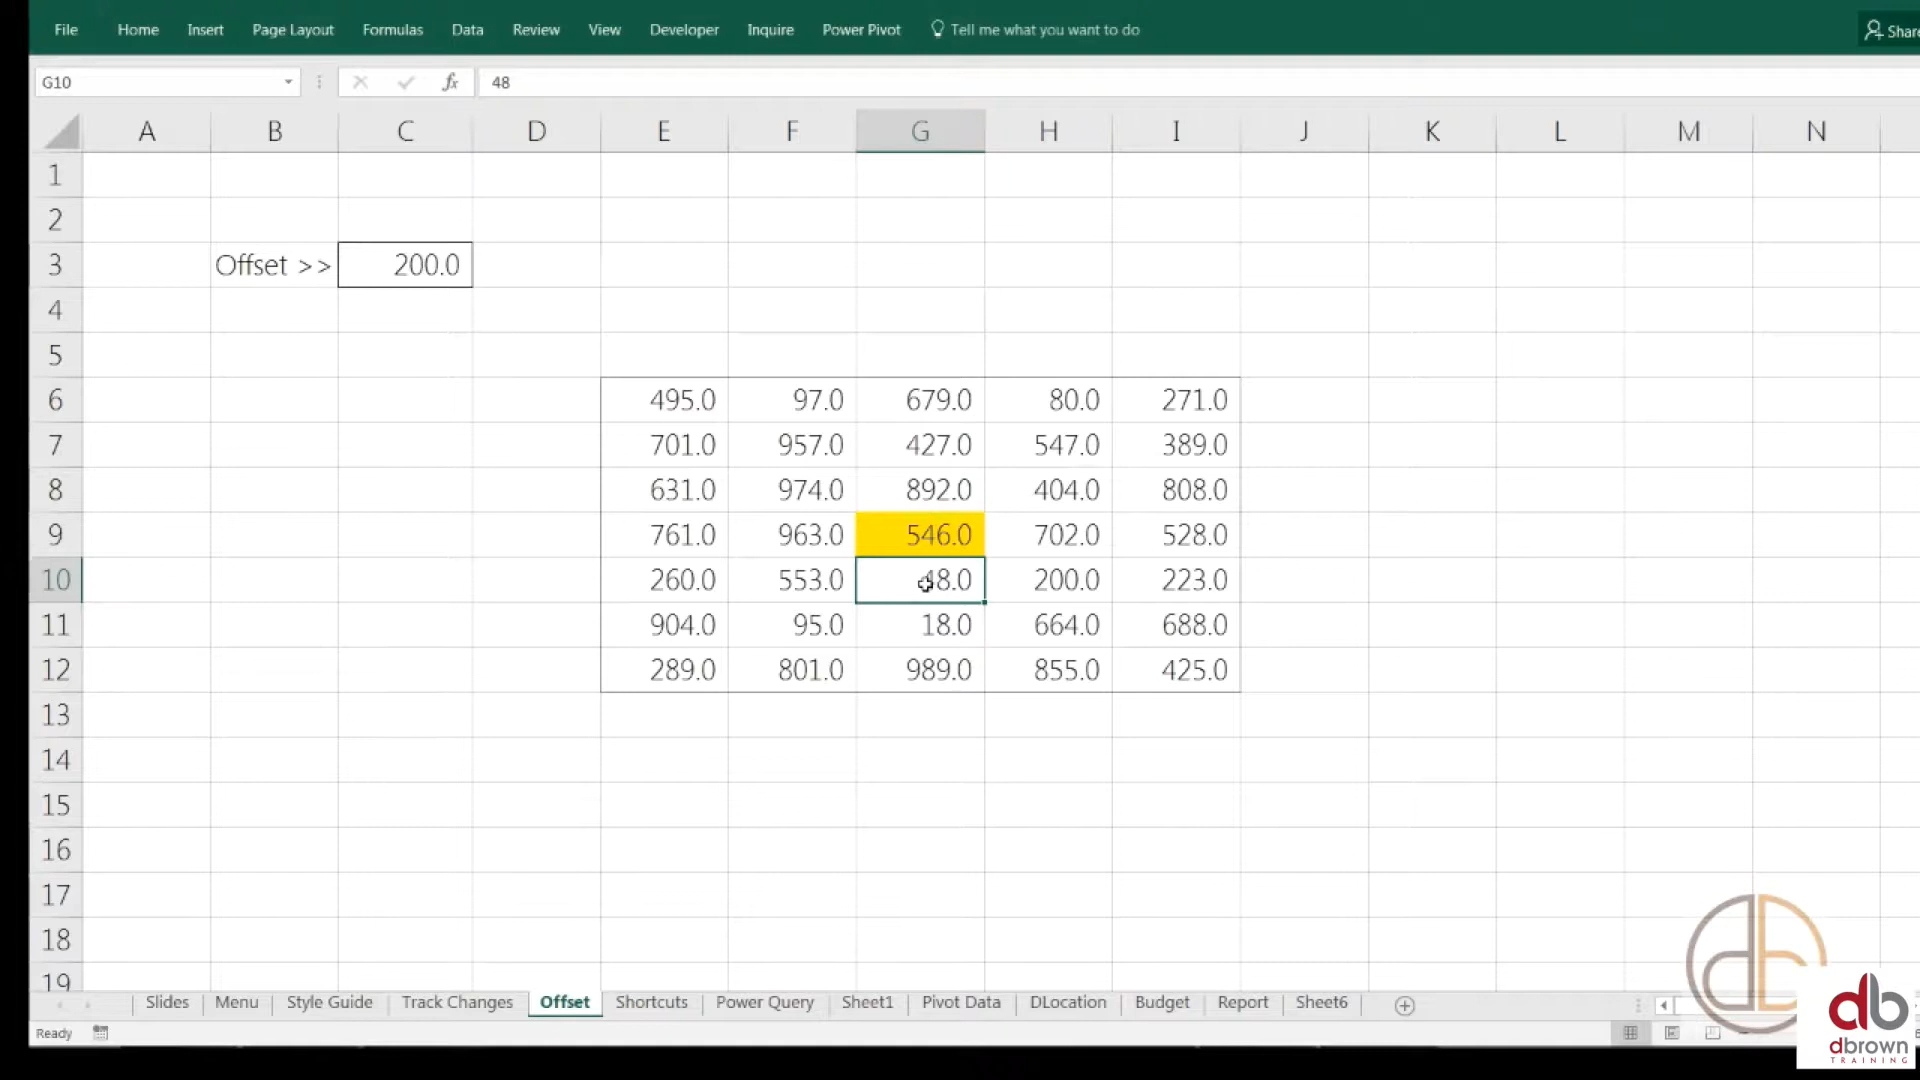 File Home Insert Page Layout Formulas Data Review View Developer Inquire Power Pivot Tell me what you want to do Share
G10 fx 48
A B C D E F G H I J K L M N
1
2
3 Offset >> 200.0
4
5
6 495.0 97.0 679.0 80.0 271.0
7 701.0 957.0 427.0 547.0 389.0
8 631.0 974.0 892.0 404.0 808.0
9 761.0 963.0 546.0 702.0 528.0
10 260.0 553.0 48.0 200.0 223.0
11 904.0 95.0 18.0 664.0 688.0
12 289.0 801.0 989.0 855.0 425.0
13
14
15
16
17
18
19
Slides Menu Style Guide Track Changes Offset Shortcuts Power Query Sheet1 Pivot Data DLocation Budget Report Sheet6
Ready
db
db
dbrown
TRAINING